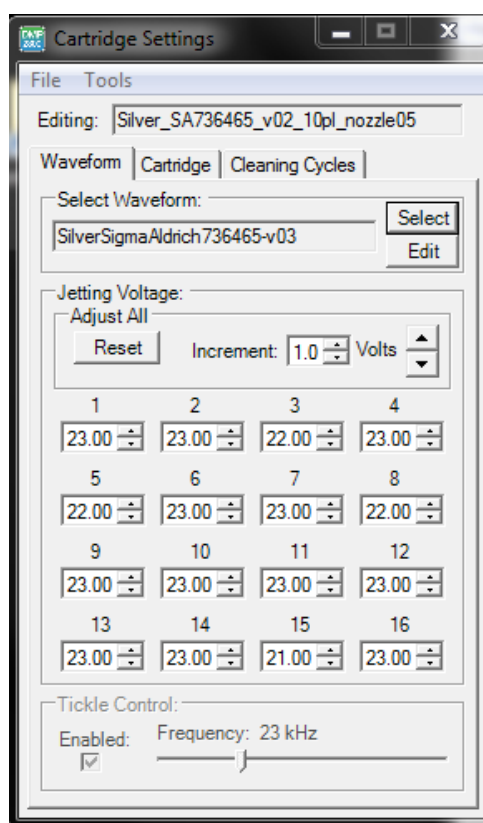 Cartridge Settings
File Tools
Editing: Silver_SA736465_v02_10pl_nozzle05
Waveform Cartridge Cleaning Cycles
Select Waveform:
SilverSigmaAldrich736465-v03
Select
Edit
Jetting Voltage:
Adjust All
Reset Increment: 1.0 Volts
1 2 3 4
23.00 23.00 22.00 23.00
5 6 7 8
22.00 23.00 23.00 22.00
9 10 11 12
23.00 23.00 23.00 23.00
13 14 15 16
23.00 23.00 21.00 23.00
Tickle Control:
Enabled: Frequency: 23 kHz